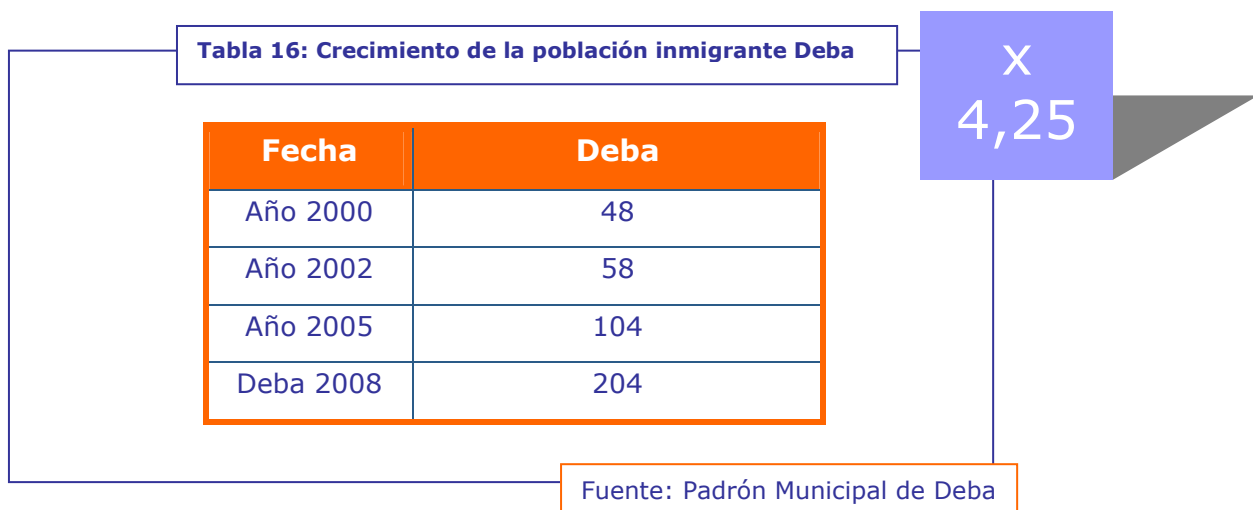 Tabla 16: Crecimiento de la población inmigrante Deba
x
4,25
Fecha Deba
Año 2000 48
Año 2002 58
Año 2005 104
Deba 2008 204
Fuente: Padrón Municipal de Deba